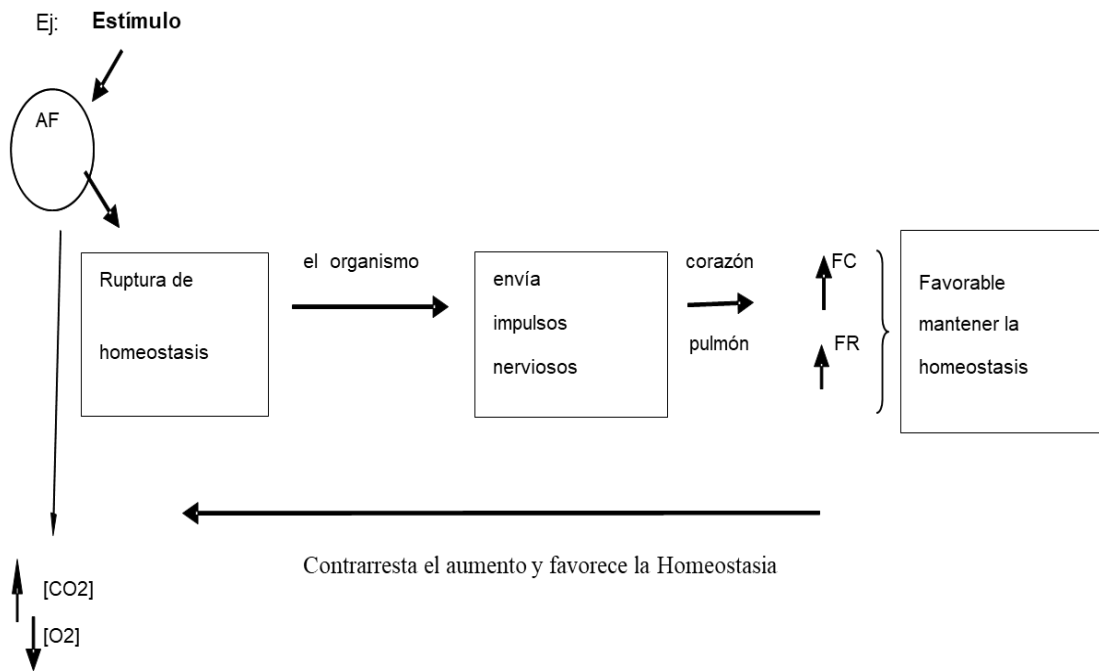 Ej: Estímulo
AF
Ruptura de
homeostasis
el organismo
envía
impulsos
nerviosos
corazón
pulmón
FC
FR
Favorable
mantener la
homeostasis
Contrarresta el aumento y favorece la Homeostasia
[CO2]
[O2]